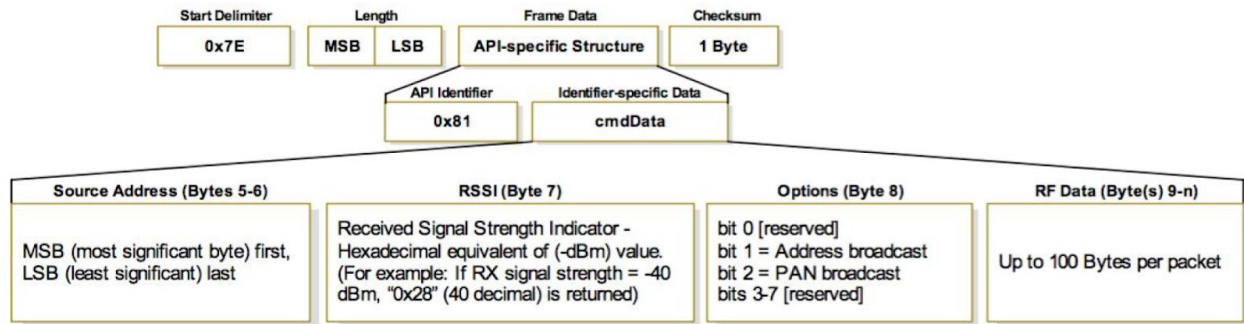 Start Delimiter
Length
Frame Data
Checksum
0x7E
MSB
LSB
API-specific Structure
1 Byte
API Identifier
Identifier-specific Data
0x81
cmdData
Source Address (Bytes 5-6)
MSB (most significant byte) first,
LSB (least significant) last
RSSI (Byte 7)
Received Signal Strength Indicator -
Hexadecimal equivalent of (-dBm) value.
(For example: If RX signal strength = -40
dBm, “0x28” (40 decimal) is returned)
Options (Byte 8)
bit 0 [reserved]
bit 1 = Address broadcast
bit 2 = PAN broadcast
bits 3-7 [reserved]
RF Data (Byte(s) 9-n)
Up to 100 Bytes per packet